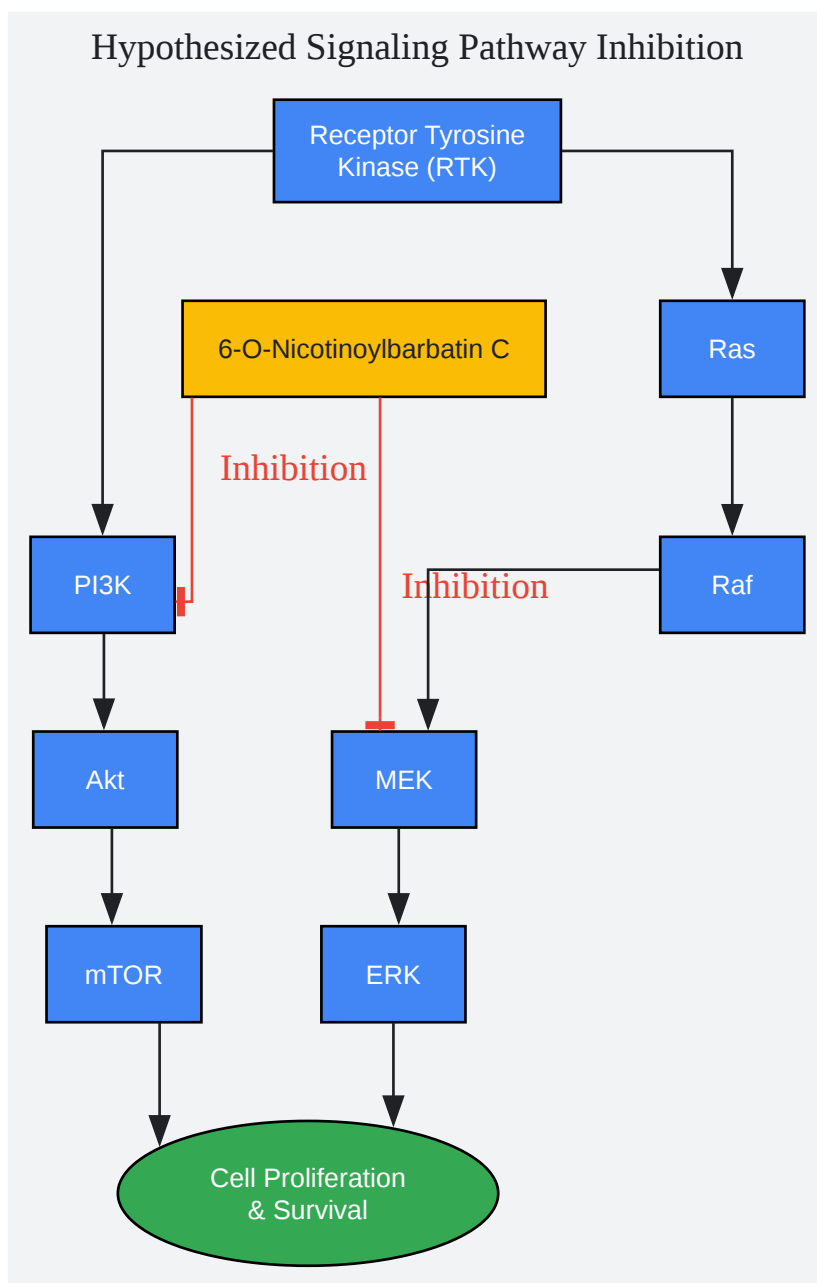 Hypothesized Signaling Pathway Inhibition
Receptor Tyrosine
Kinase (RTK)
6-O-Nicotinoylbarbatin C
Ras
Inhibition
PI3K
Inhibition
Raf
Akt
MEK
mTOR
ERK
Cell Proliferation
& Survival